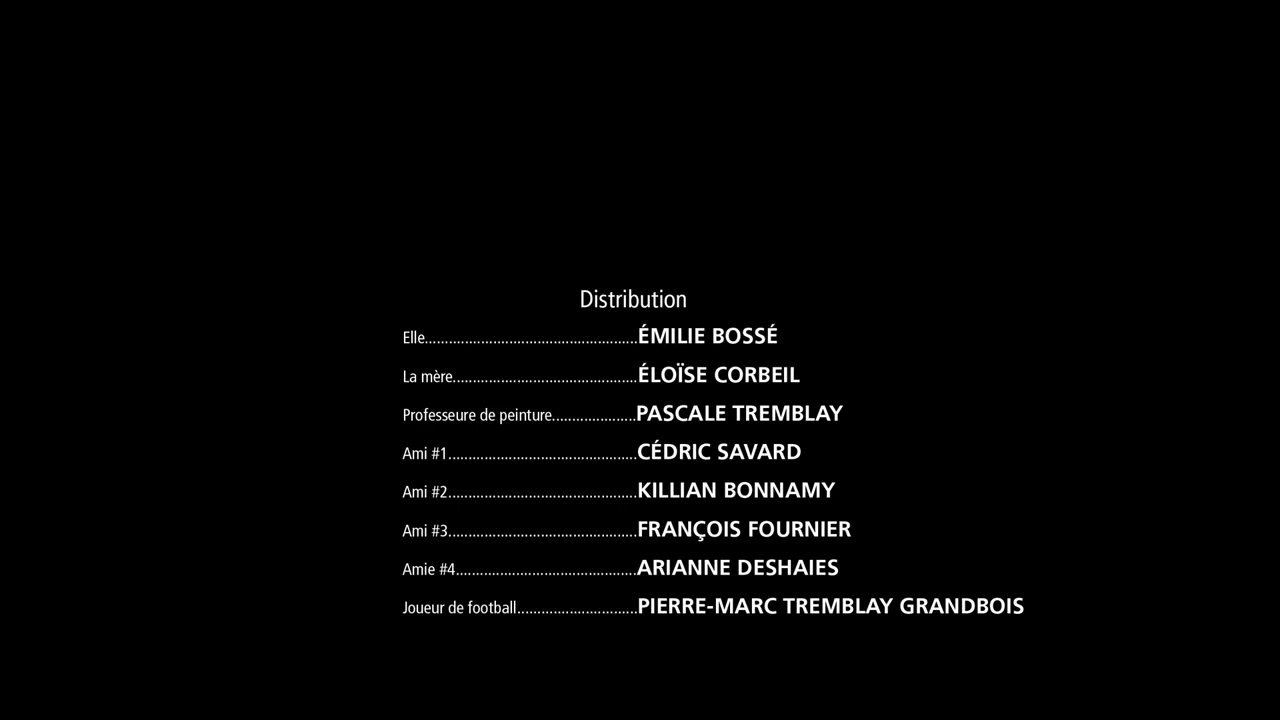 Distribution
Elle.....................................................ÉMILIE BOSSÉ
La mère..............................................ÉLOÏSE CORBEIL
Professeure de peinture.....................PASCALE TREMBLAY
Ami #1...............................................CÉDRIC SAVARD
Ami #2...............................................KILLIAN BONNAMY
Ami #3...............................................FRANÇOIS FOURNIER
Amie #4.............................................ARIANNE DESHAIES
Joueur de football..............................PIERRE-MARC TREMBLAY GRANDBOIS